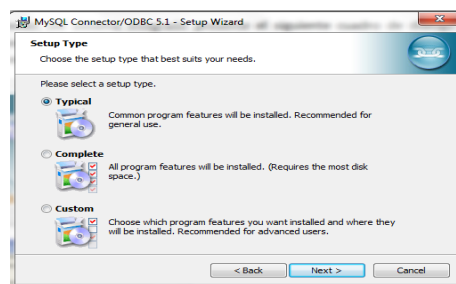 MySQL Connector/ODBC 5.1 - Setup Wizard
Setup Type
Choose the setup type that best suits your needs.
Please select a setup type.
Typical
Common program features will be installed. Recommended for
general use.
Complete
All program features will be installed. (Requires the most disk
space.)
Custom
Choose which program features you want installed and where they
will be installed. Recommended for advanced users.
< Back
Next >
Cancel